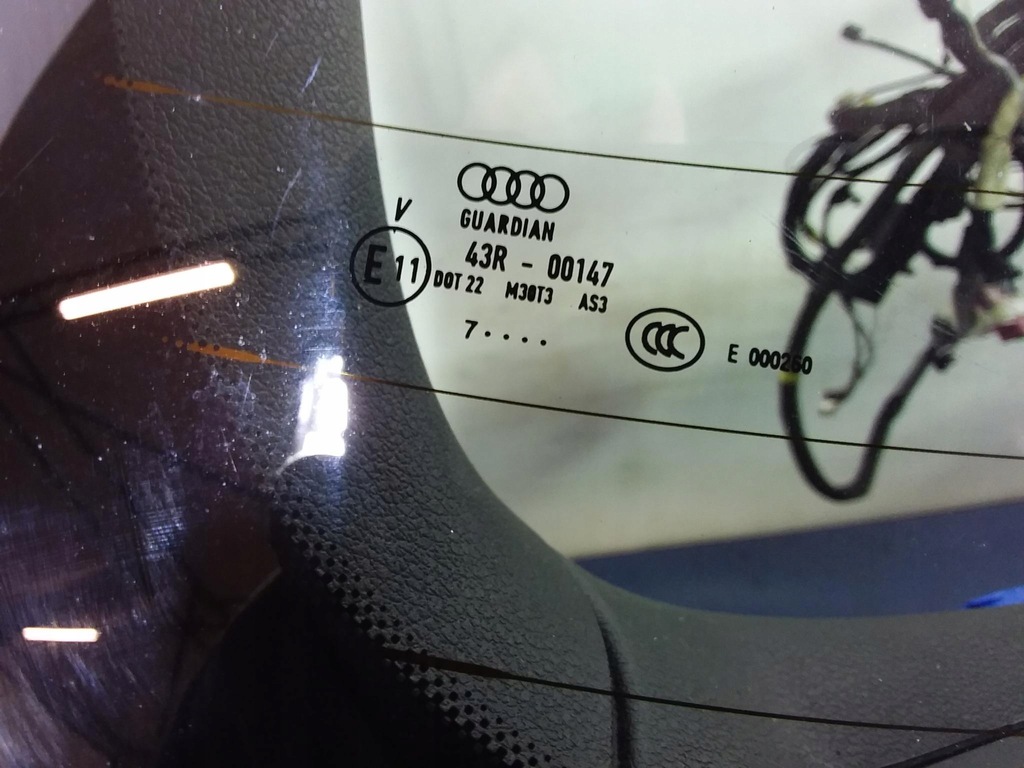 GUARDIAN
V
E 11
43R - 00147
DOT 22 M30T3 AS3
7....
CCC
E 000260